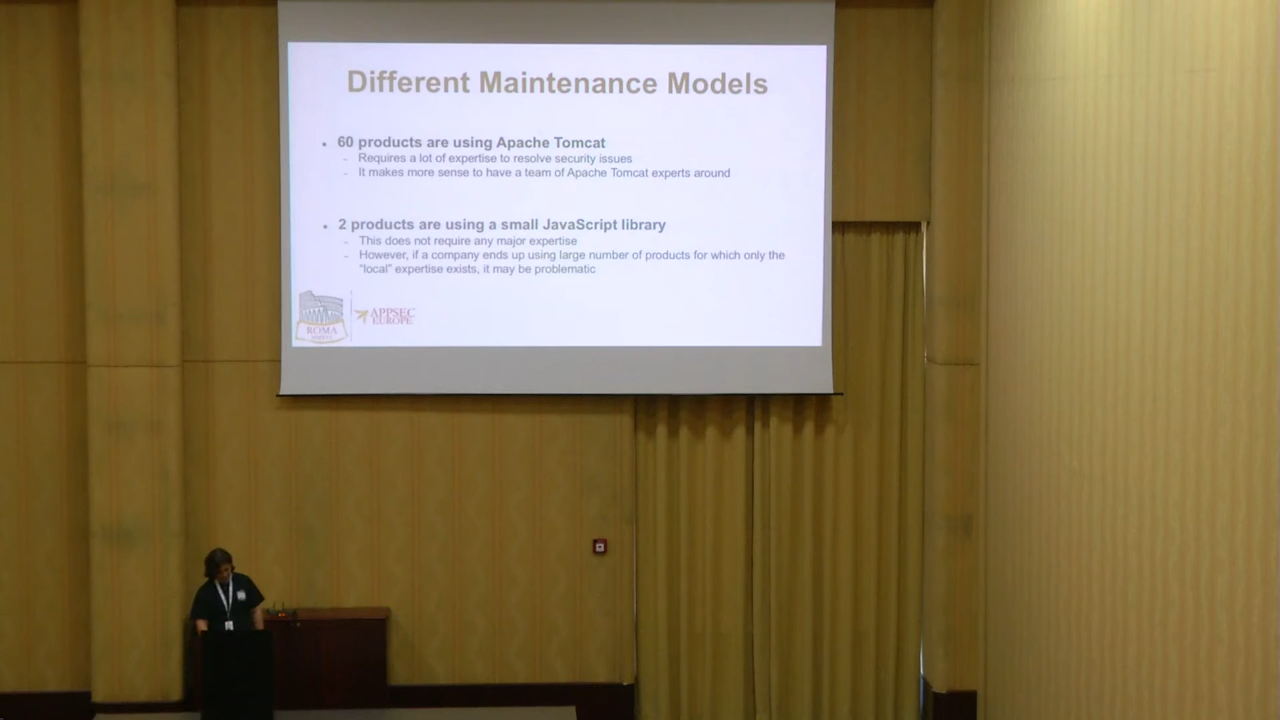 Different Maintenance Models
• 60 products are using Apache Tomcat
- Requires a lot of expertise to resolve security issues
- It makes more sense to have a team of Apache Tomcat experts around
• 2 products are using a small JavaScript library
- This does not require any major expertise
- However, if a company ends up using large number of products for which only the
“local” expertise exists, it may be problematic
ROMA
APPSEC
EUROPE